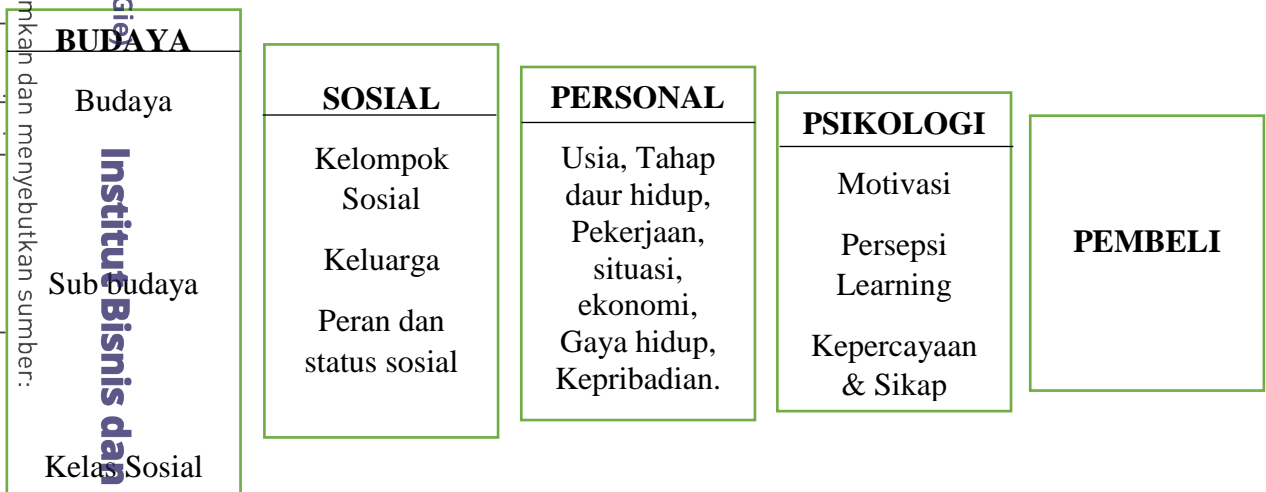 BUDAYA
Budaya
Sub budaya
Kelas Sosial
SOSIAL
Kelompok
Sosial
Keluarga
Peran dan
status sosial
PERSONAL
Usia, Tahap
daur hidup,
Pekerjaan,
situasi,
ekonomi,
Gaya hidup,
Kepribadian.
PSIKOLOGI
Motivasi
Persepsi
Learning
Kepercayaan
& Sikap
PEMBELI
Gie)
Institut Bisnis dan
dan menyebutkan sumber: